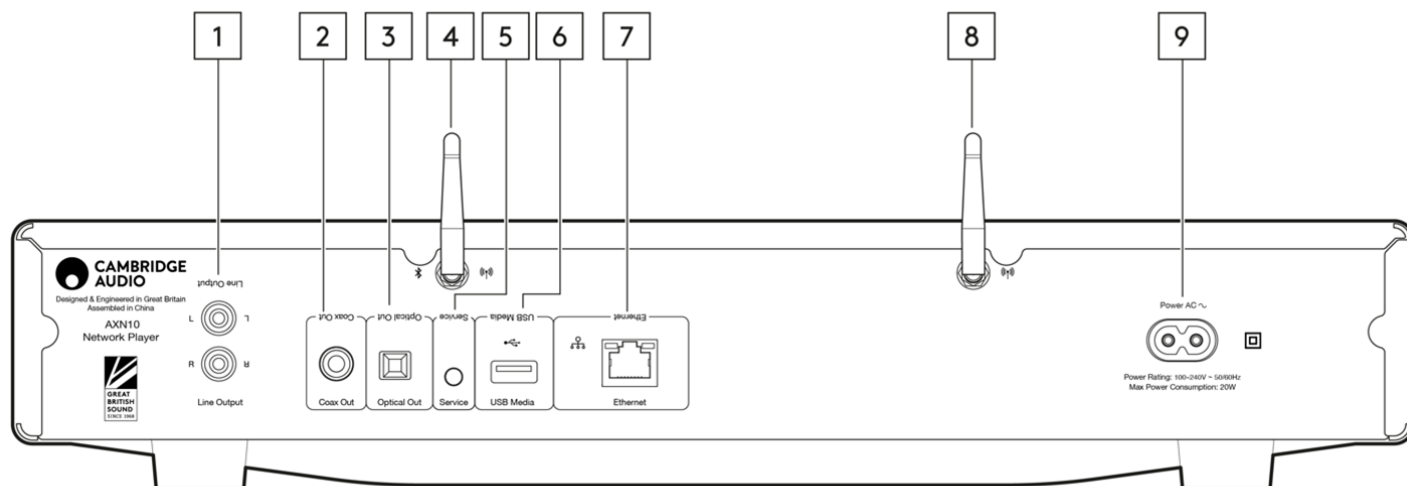 1 2 3 4 5 6 7 8 9
CAMBRIDGE
AUDIO
Designed & Engineered in Great Britain
Assembled in China
AXN10
Network Player
GREAT
BRITISH
SOUND
SINCE 1968
Line Output
L L
R R
Line Output
Coax Out
Coax Out
Optical Out
Optical Out
Service
Service
USB Media
USB Media
Ethernet
Ethernet
Power AC ~
Power Rating: 100-240V ~ 50/60Hz
Max Power Consumption: 20W